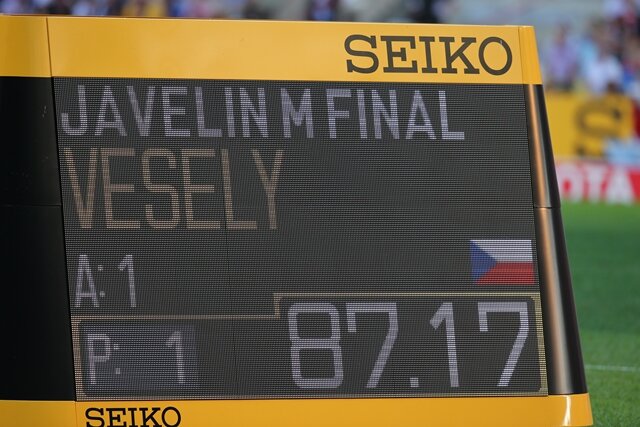 SEIKO
JAVELIN M FINAL
VESELY
A: 1
P: 1 87.17
SEIKO